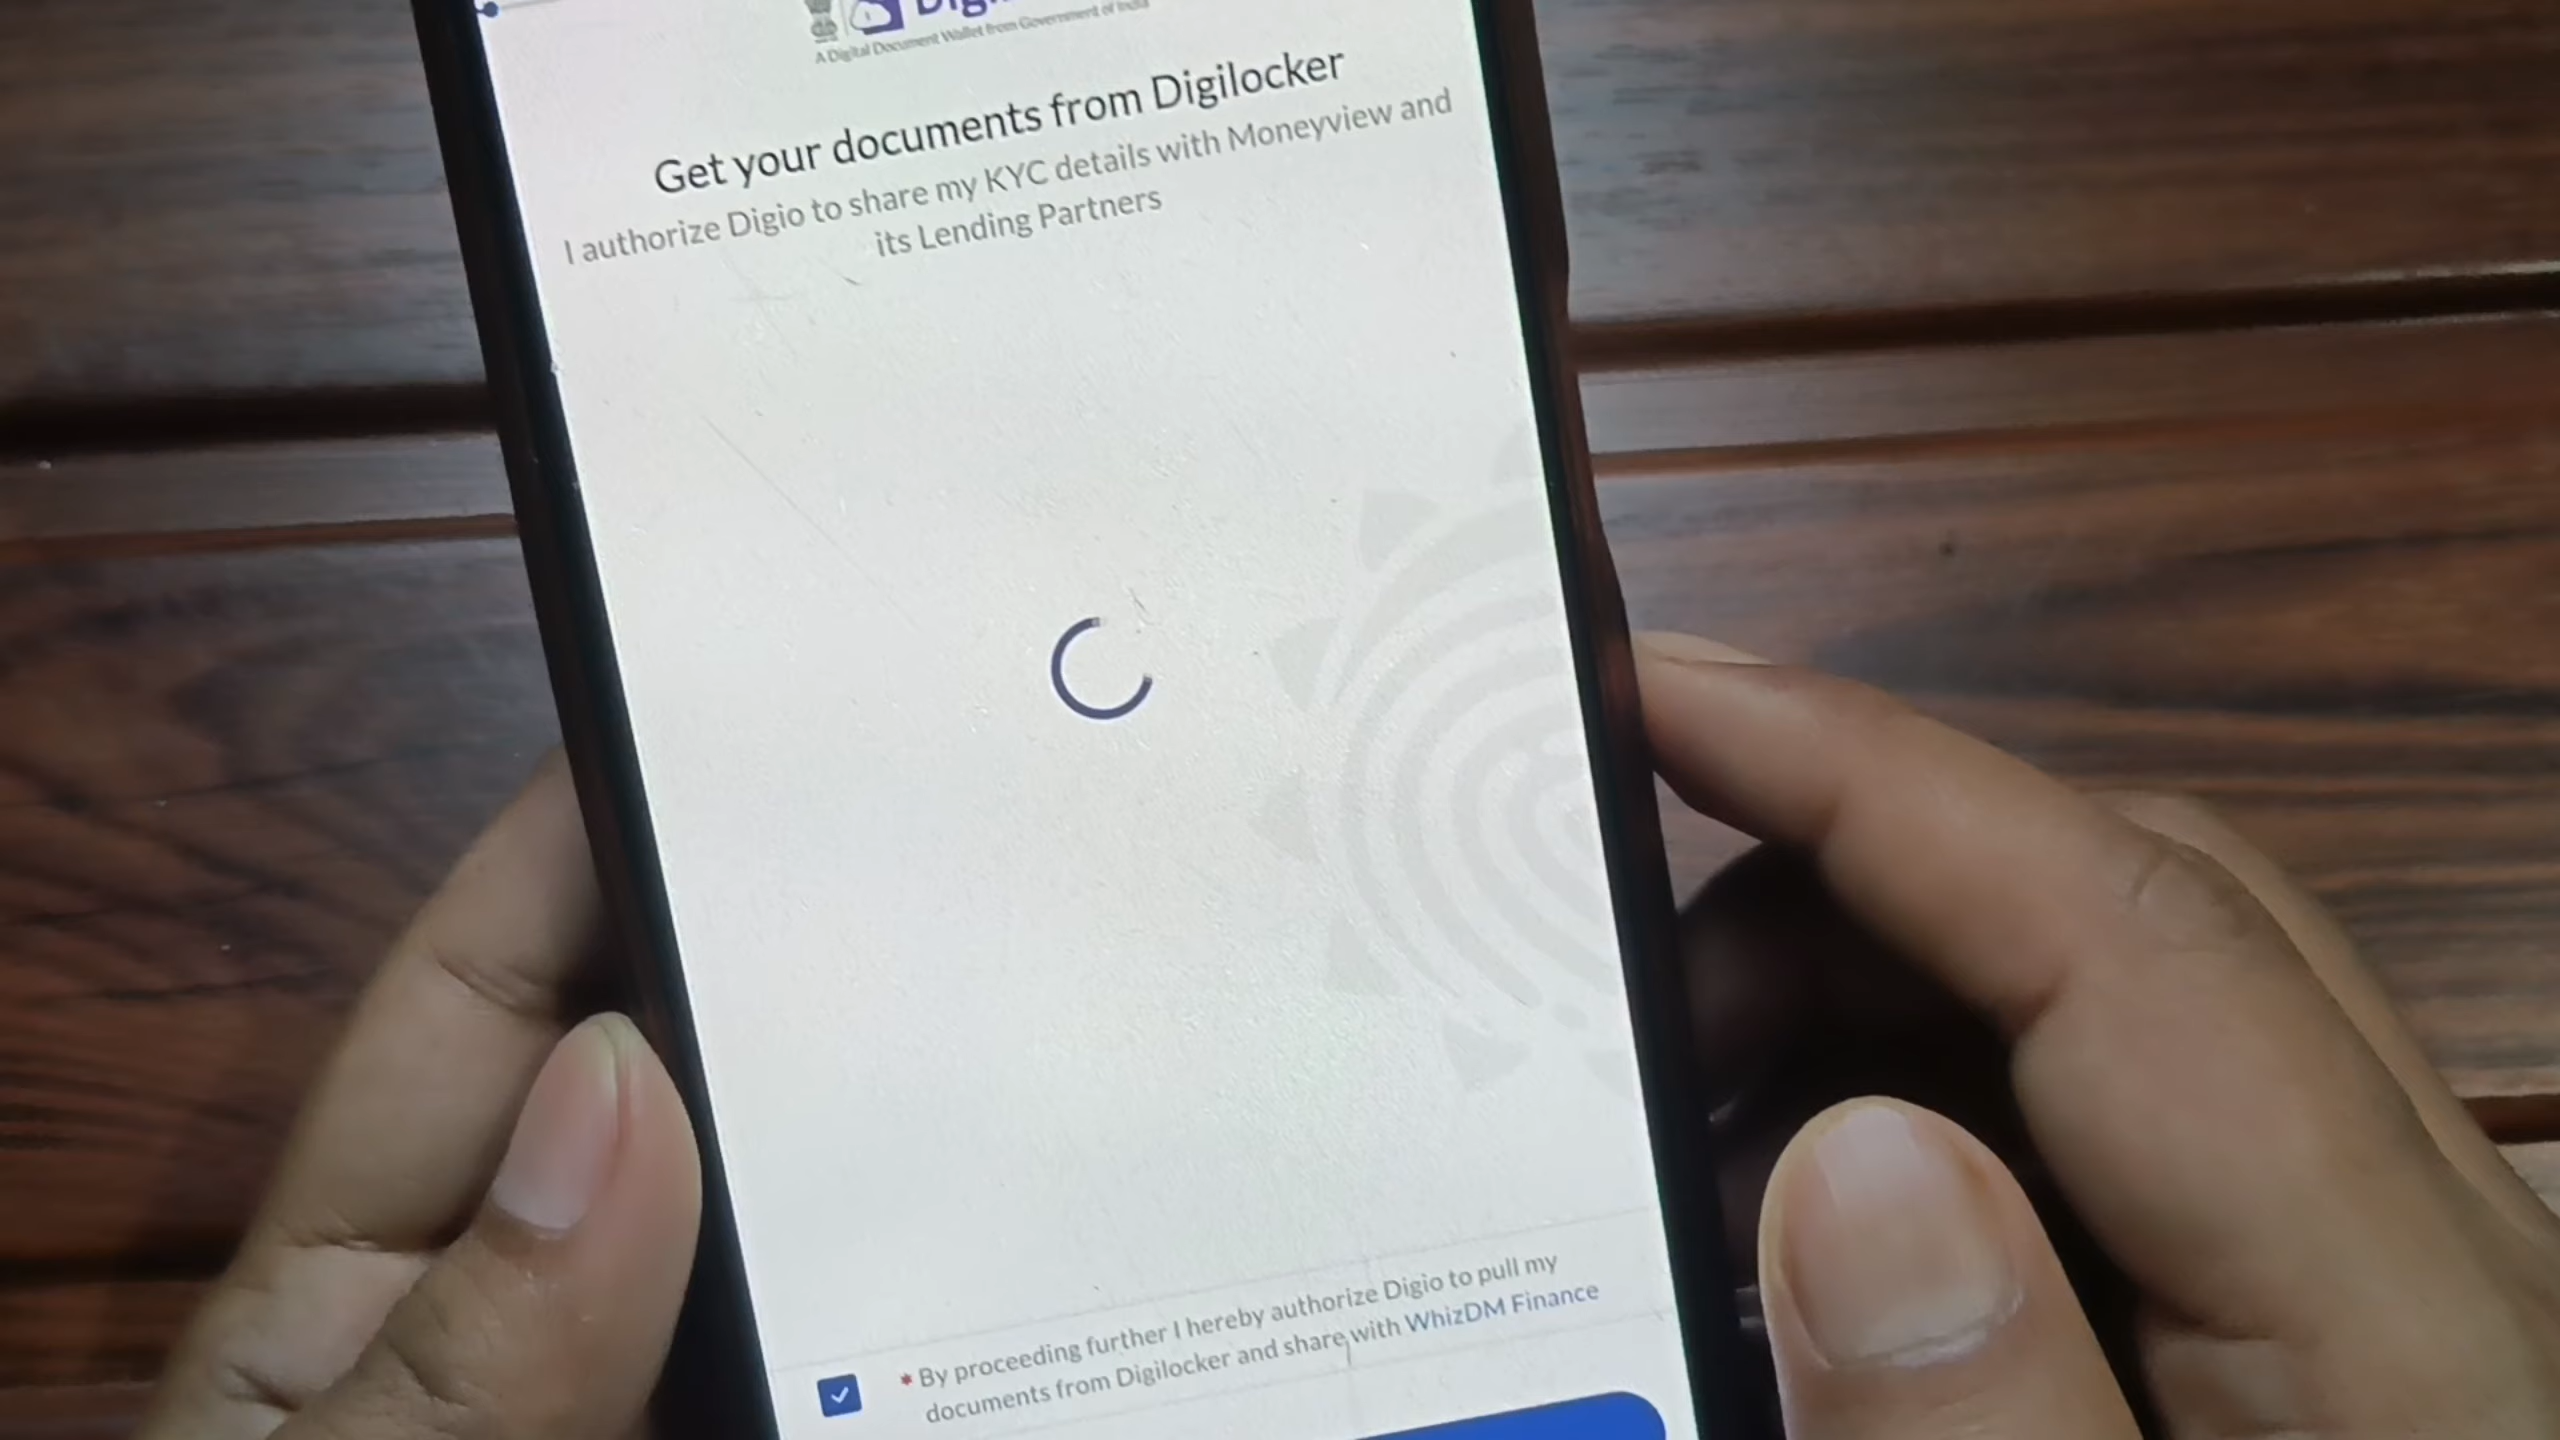 A Digital Document Wallet from Government of India
Get your documents from Digilocker
I authorize Digio to share my KYC details with Moneyview and
its Lending Partners
* By proceeding further I hereby authorize Digio to pull my
documents from Digilocker and share with WhizDM Finance